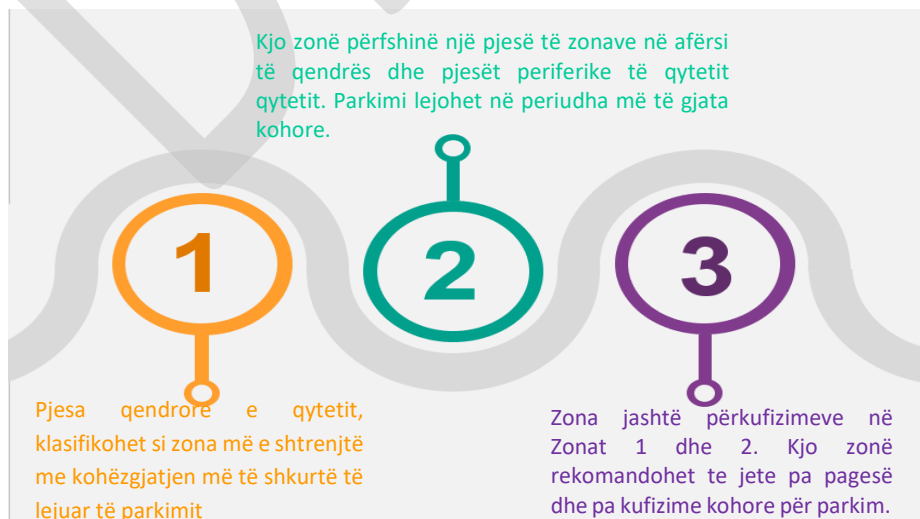 Kjo zonë përfshinë një pjesë të zonave në afërsi
të qendrës dhe pjesët periferike të qytetit
qytetit. Parkimi lejohet në periudha më të gjata
kohore.
1
2
3
Pjesa qendrore e qytetit,
klasifikohet si zona më e shtrenjtë
me kohëzgjatjen më të shkurtë të
lejuar të parkimit
Zona jashtë përkufizimeve në
Zonat 1 dhe 2. Kjo zonë
rekomandohet te jete pa pagesë
dhe pa kufizime kohore për parkim.